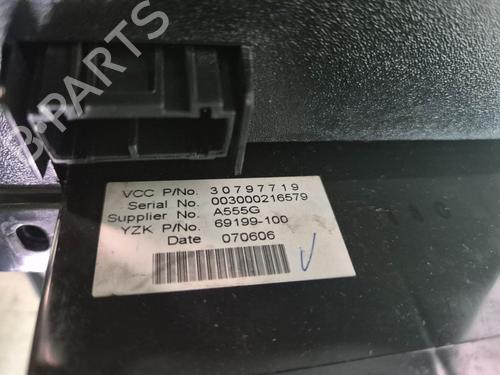 B-PARTS
VCC P/No. 30797719
Serial No. 003000216579
Supplier No. A555G
YZK P/No. 69199-100
Date 070606